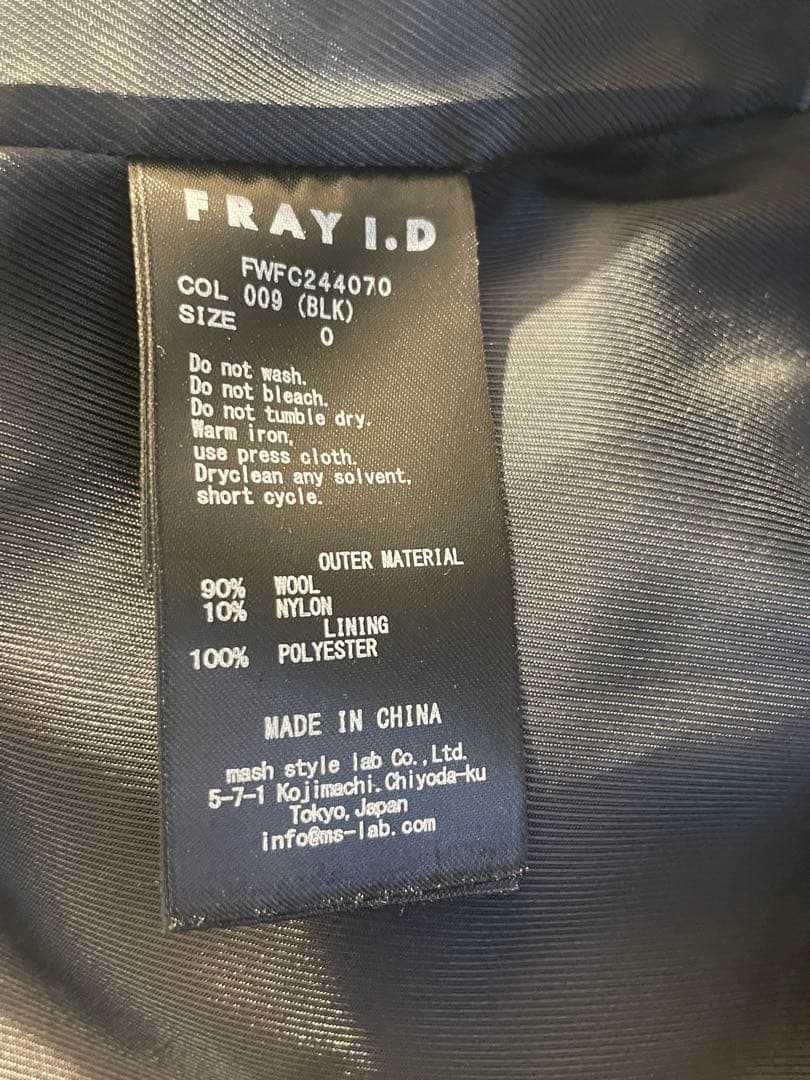 FRAY I.D
FWFC244070
COL 009 (BLK)
SIZE 0
Do not wash.
Do not bleach.
Do not tumble dry.
Warm iron,
use press cloth.
Dryclean any solvent,
short cycle.
OUTER MATERIAL
90% WOOL
10% NYLON
LINING
100% POLYESTER
MADE IN CHINA
mash style lab Co.,Ltd.
5-7-1 Kojimachi.Chiyoda-ku
Tokyo,Japan
info@ms-lab.com